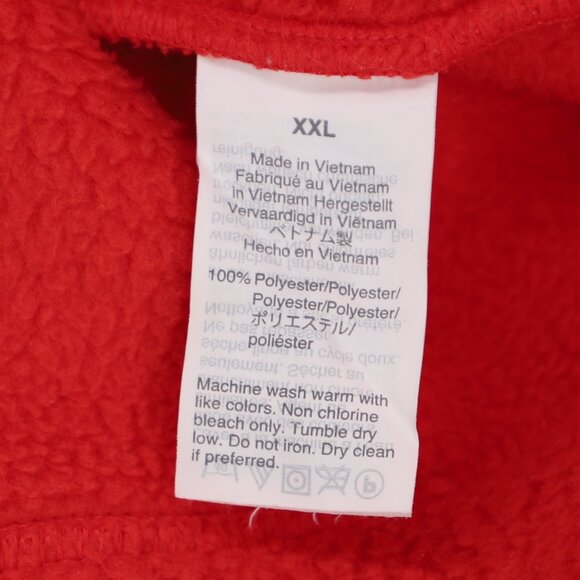 XXL
Made in Vietnam
Fabriqué au Vietnam
in Vietnam Hergestellt
Vervaardigd in Vietnam
ベトナム製
Hecho en Vietnam
100% Polyester/Polyester/
Polyester/Polyester/
ポリエステル/
poliéster
Machine wash warm with
like colors. Non chlorine
bleach only. Tumble dry
low. Do not iron. Dry clean
if preferred.